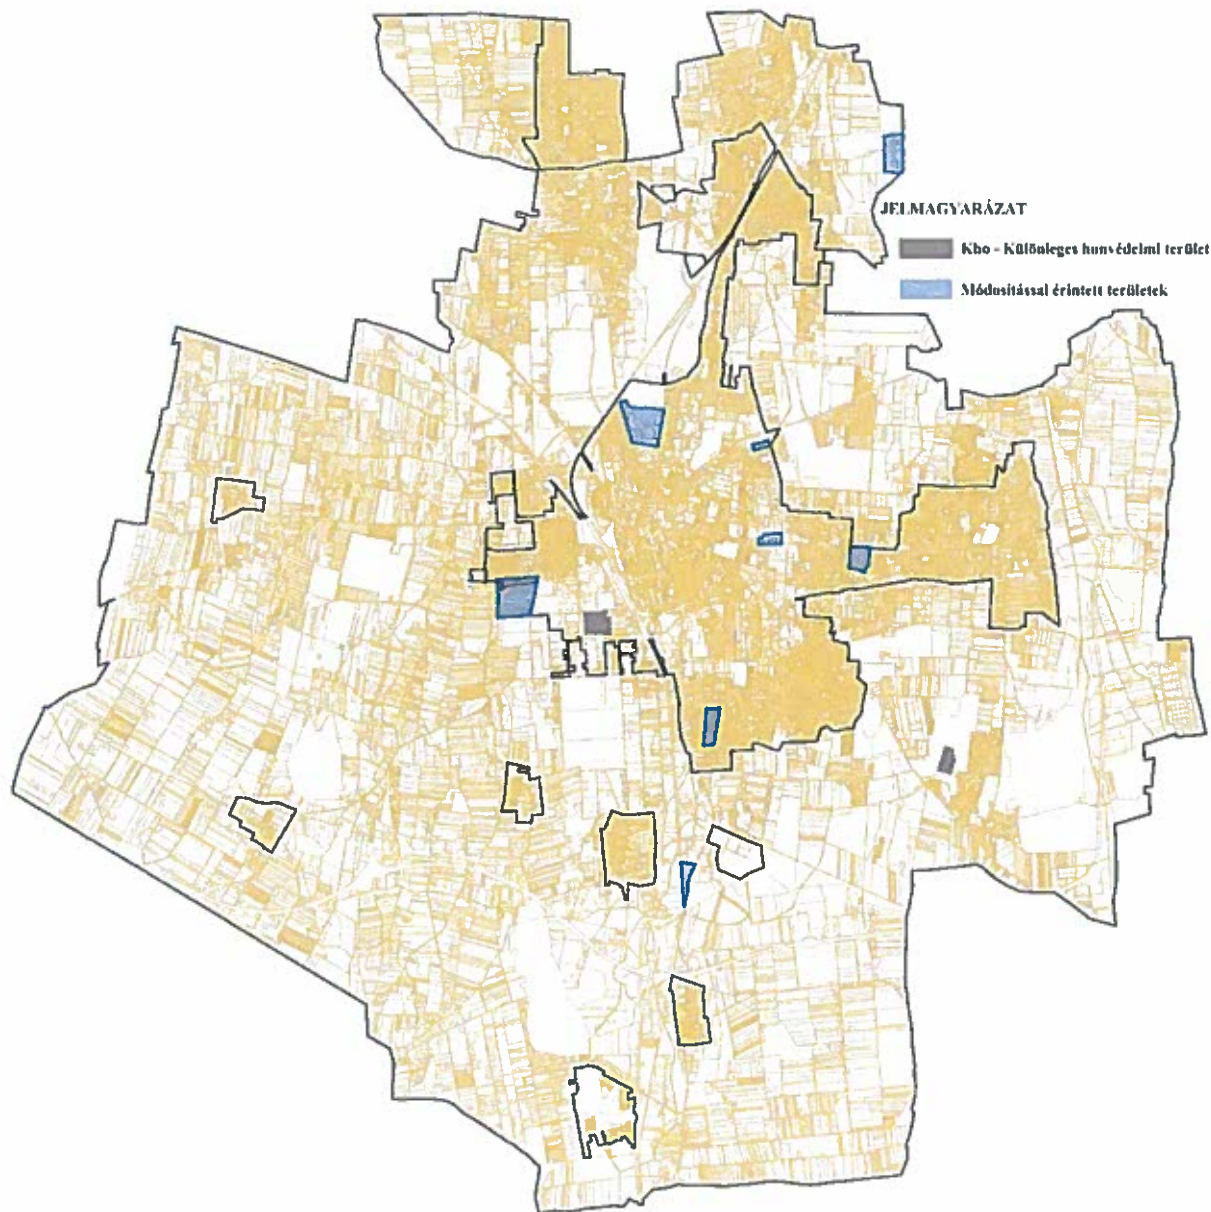 JELMAGYARÁZAT
Kho - Különleges honvédelmi terület
Módosítással érintett területek